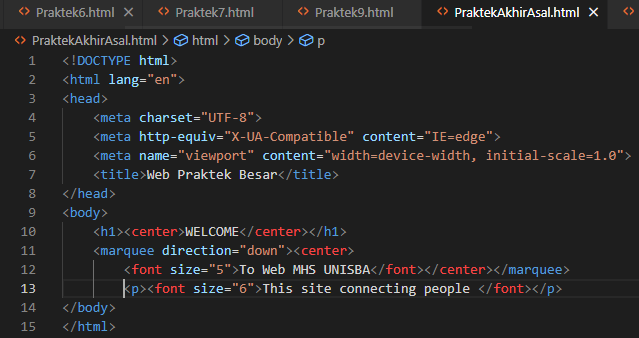 Praktek6.html Praktek7.html Praktek9.html PraktekAkhirAsal.html
PraktekAkhirAsal.html > html > body > p
1 <!DOCTYPE html>
2 <html lang="en">
3 <head>
4 <meta charset="UTF-8">
5 <meta http-equiv="X-UA-Compatible" content="IE=edge">
6 <meta name="viewport" content="width=device-width, initial-scale=1.0">
7 <title>Web Praktek Besar</title>
8 </head>
9 <body>
10 <h1><center>WELCOME</center></h1>
11 <marquee direction="down"><center>
12 <font size="5">To Web MHS UNISBA</font></center></marquee>
13 <p><font size="6">This site connecting people </font></p>
14 </body>
15 </html>